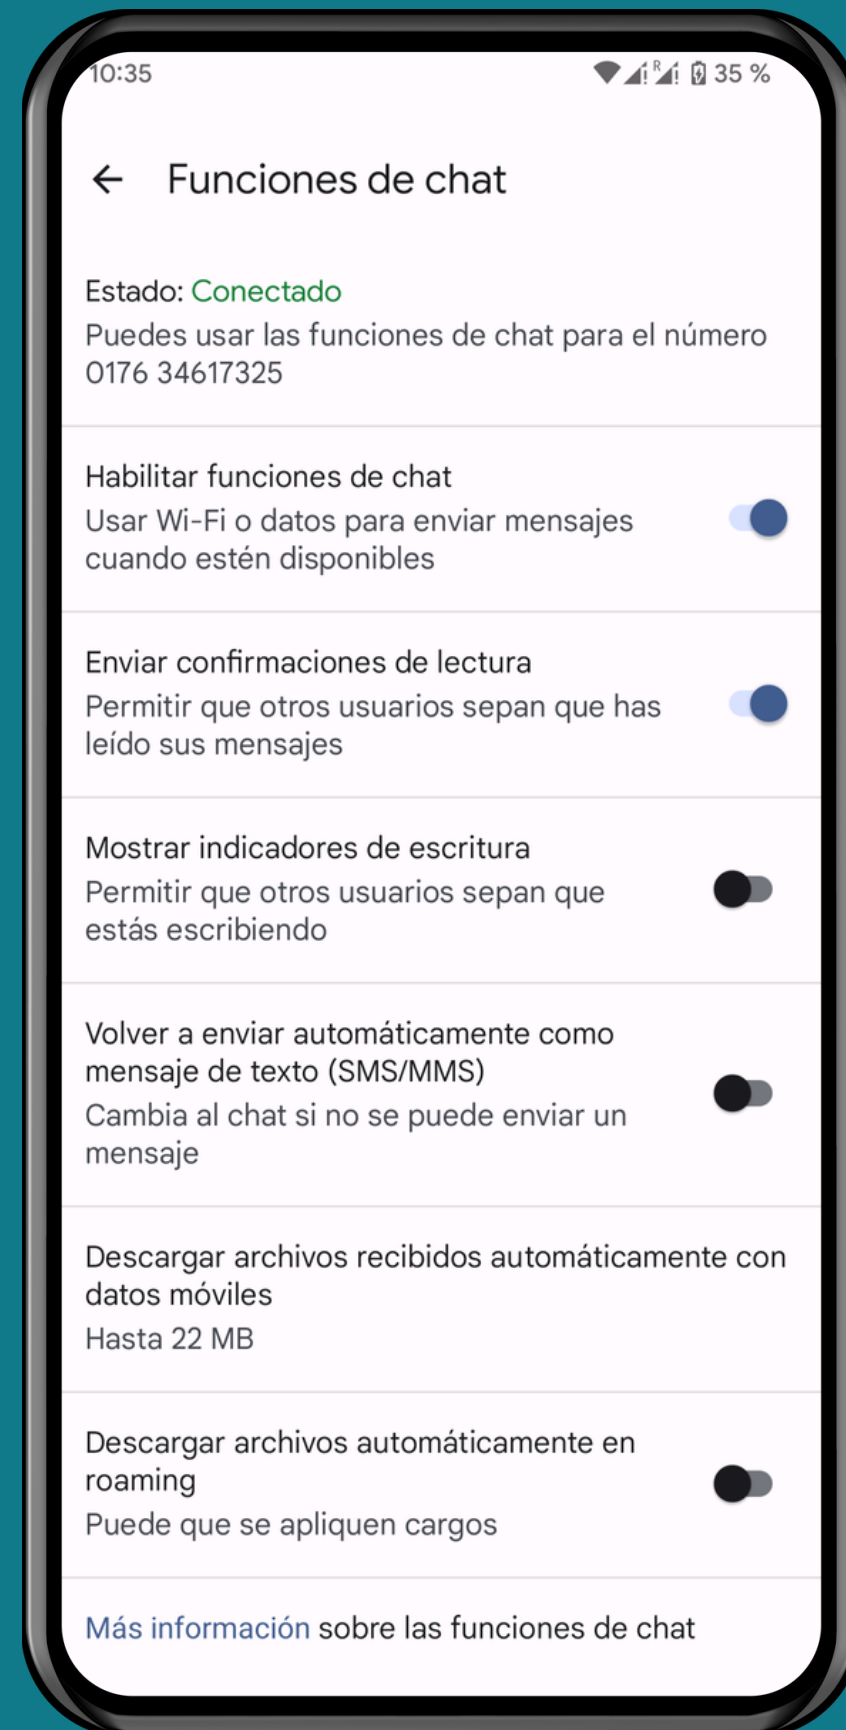 10:35
R
35 %
Funciones de chat
Estado: Conectado
Puedes usar las funciones de chat para el número
0176 34617325
Habilitar funciones de chat
Usar Wi-Fi o datos para enviar mensajes
cuando estén disponibles
Enviar confirmaciones de lectura
Permitir que otros usuarios sepan que has
leído sus mensajes
Mostrar indicadores de escritura
Permitir que otros usuarios sepan que
estás escribiendo
Volver a enviar automáticamente como
mensaje de texto (SMS/MMS)
Cambia al chat si no se puede enviar un
mensaje
Descargar archivos recibidos automáticamente con
datos móviles
Hasta 22 MB
Descargar archivos automáticamente en
roaming
Puede que se apliquen cargos
Más información sobre las funciones de chat